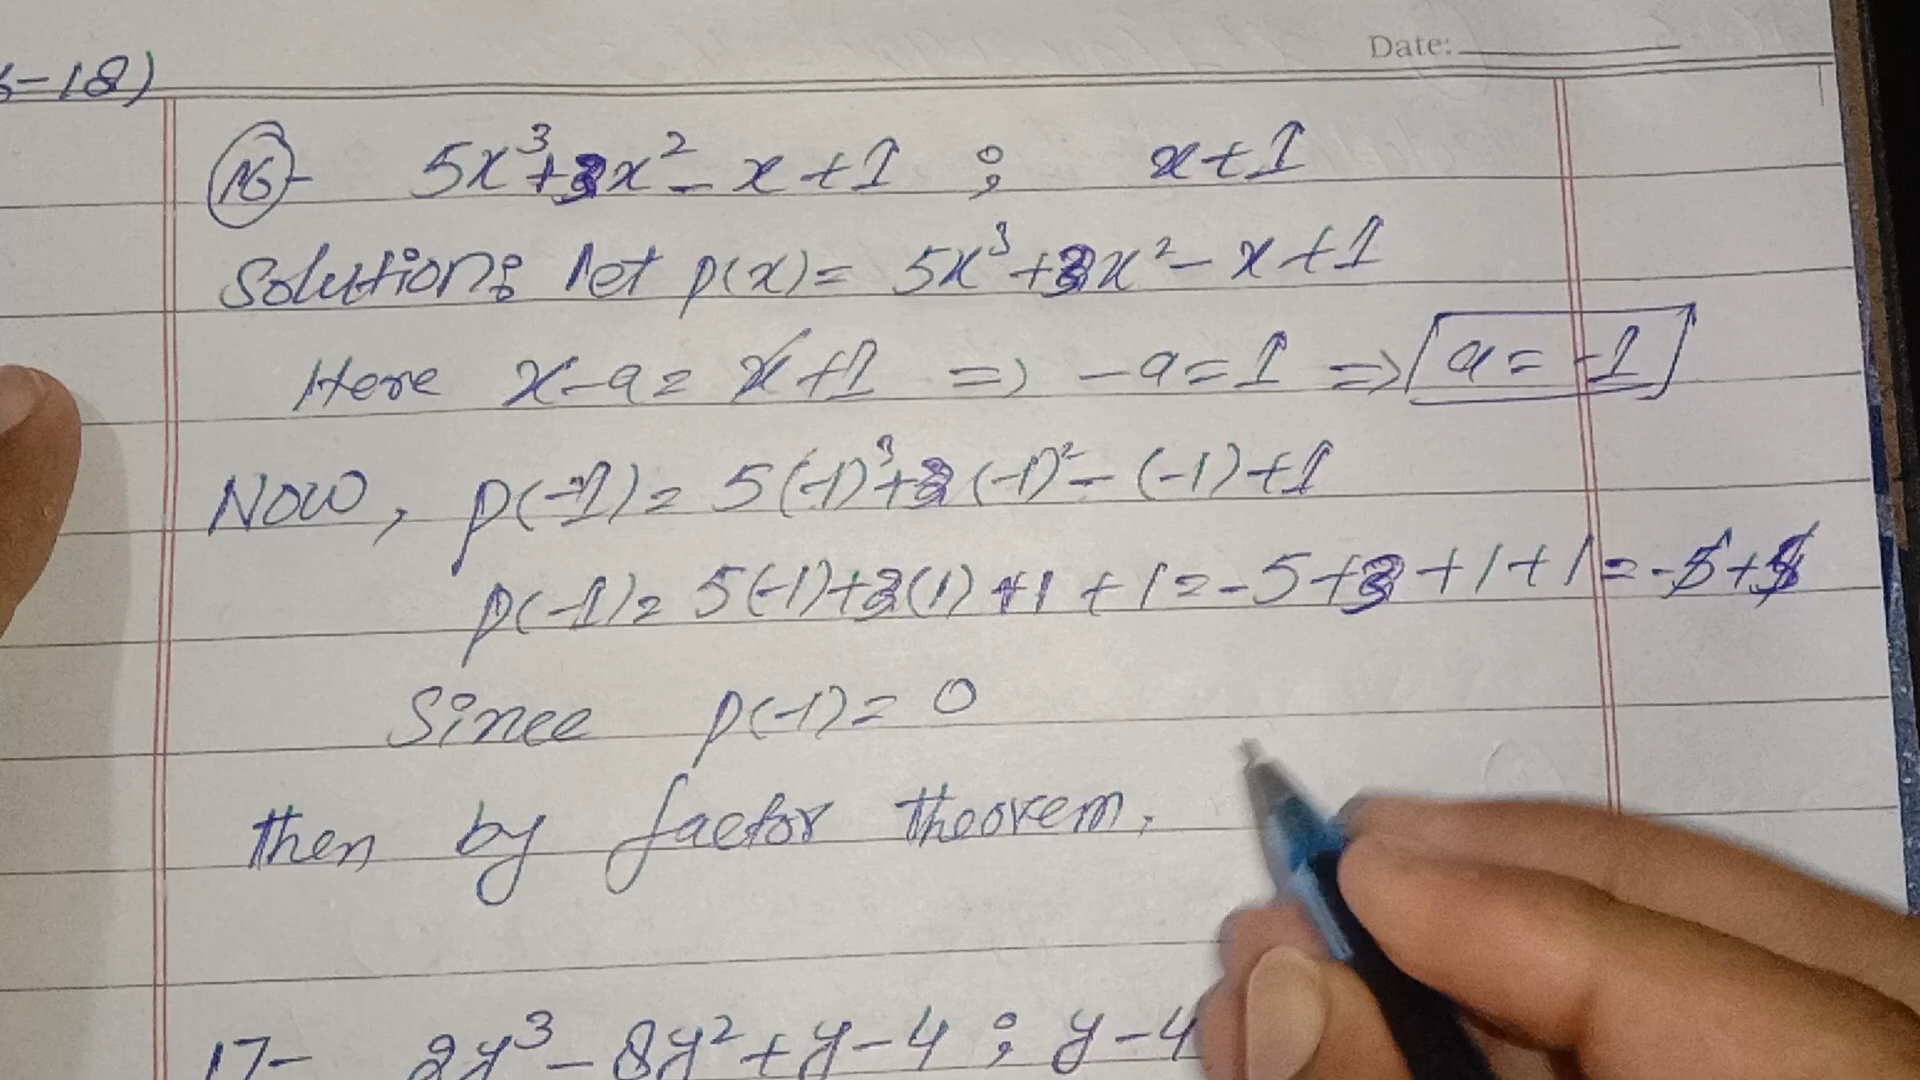 Date:
-18)
16- 5x³+3x²-x+1 ; x+1
Solution: let p(x)= 5x³+3x²-x+1
Here x-a= x+1 => -a=1 => a= -1
Now, p(-1)= 5(-1)³+3(-1)²-(-1)+1
p(-1)= 5(-1)+3(1)+1+1=-5+3+1+1=-5+5
Since p(-1)= 0
then by factor theorem,
17- 2y³-8y²+y-4 ; y-4